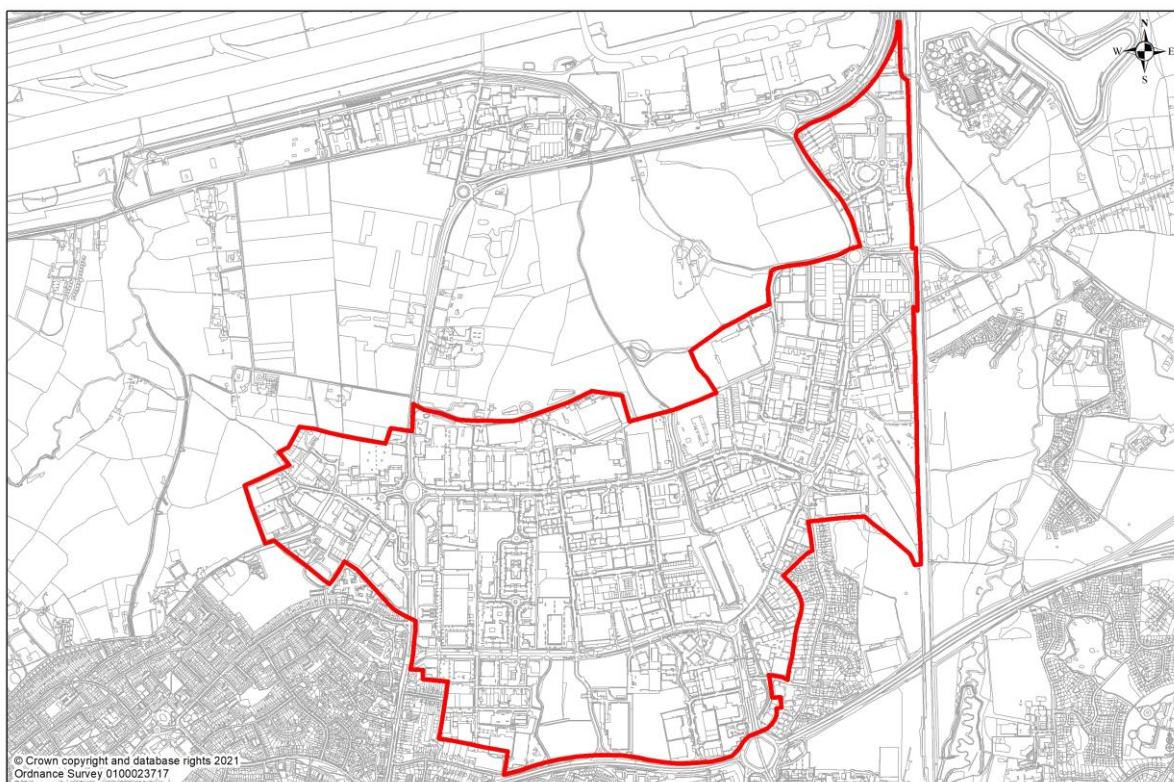 N
W E
S
© Crown copyright and database rights 2021
Ordnance Survey 0100023717